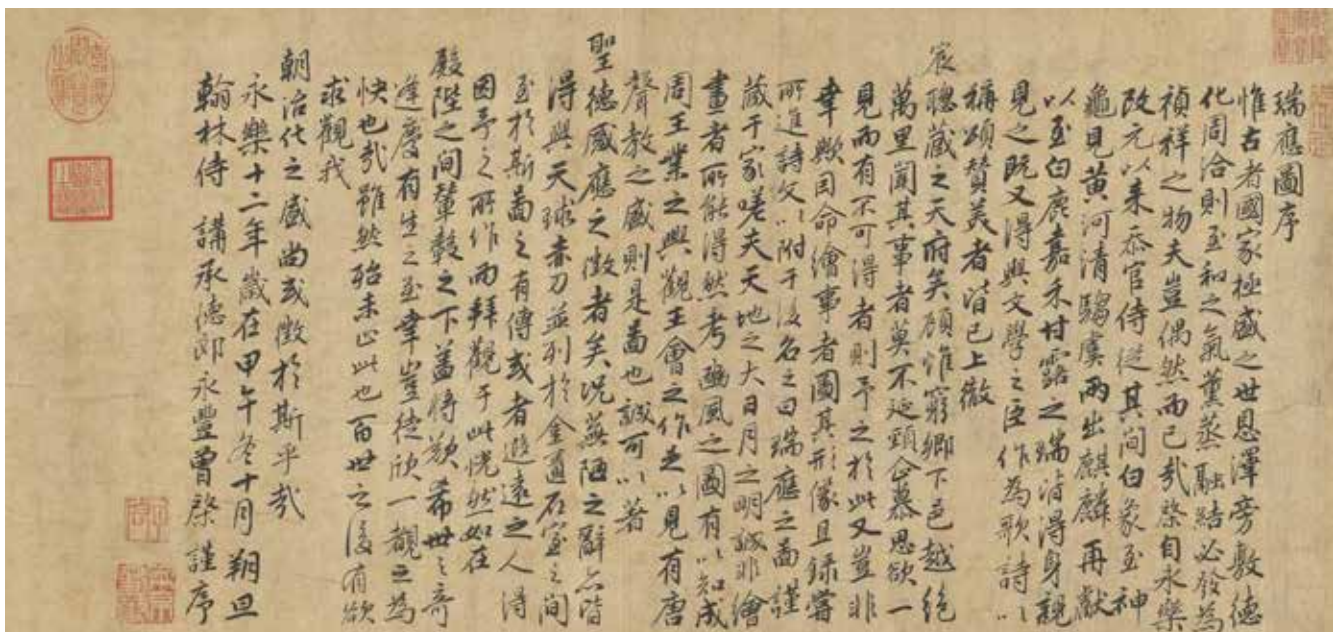 瑞應圖序
惟古者國家極盛之世恩澤旁敷德
化周洽則至和之氣薰蒸融結必發為
禎祥之物夫豈偶然而已哉棨自永樂
改元以來忝官侍從其間白象至神
龜見黃河清騶虞兩出麒麟再獻
以至白鹿嘉禾甘露之瑞皆得身親
見之既又得與文學之臣作為歌詩以
稱頌贊美者皆已上徹
宸聰藏之天府矣顧惟窮鄉下邑越絕
萬里聞其事者莫不延頸企慕思欲一
見而有不可得者則予之於此又豈非
幸歟因命繪事者圖其形像且錄嘗
所進詩文以附于後名之曰瑞應之圖謹
藏于家嗟夫天地之大日月之明誠非繪
畫者所能得然考豳風之圖有以知成
周王業之興觀王會之作足以見有唐
聲教之盛則是圖也誠可以著
聖德感應之徵者矣況蕪陋之辭亦皆
得與天球赤刀並列於金匱石室之間
至於斯圖之有傳或者遐遠之人得
因予之所作而拜觀于此恍然如在
殿陛之間輦轂之下蓋將歎希世之奇
逢慶有生之至幸豈徒欣一覩之為
快也哉雖然殆未止此也百世之後有欲
求觀我
朝治化之盛尚或徵於斯乎哉
永樂十二年歲在甲午冬十月朔旦
翰林侍講承德郎永豐曾棨謹序